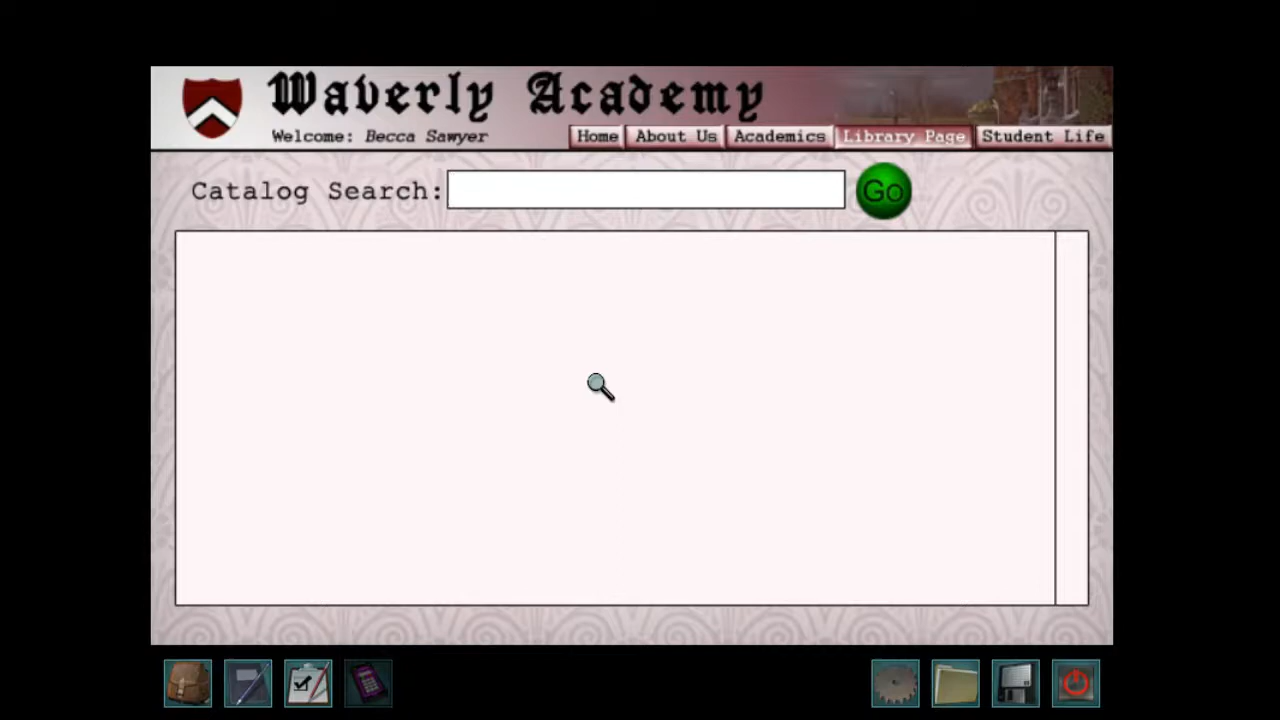 Waverly Academy
Welcome: Becca Sawyer
Home About Us Academics Library Page Student Life
Catalog Search: Go